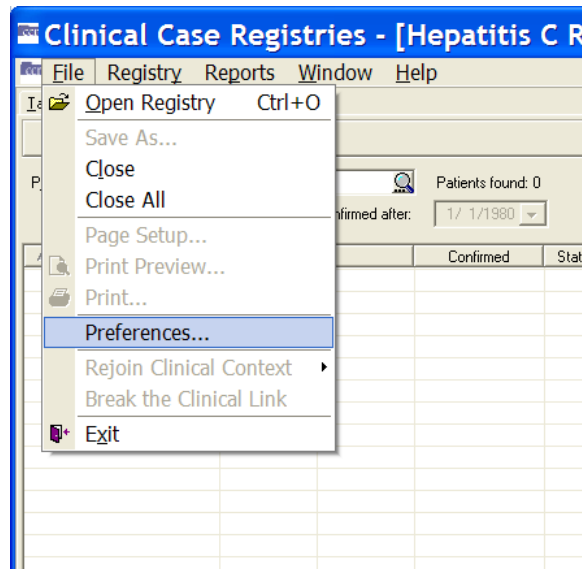 Clinical Case Registries - [Hepatitis C R
File Registry Reports Window Help
Open Registry Ctrl+O
Save As...
Close
Close All
Page Setup...
Print Preview...
Print...
Preferences...
Rejoin Clinical Context
Break the Clinical Link
Exit
Patients found: 0
nfirmed after: 1/ 1/1980
Confirmed Stat